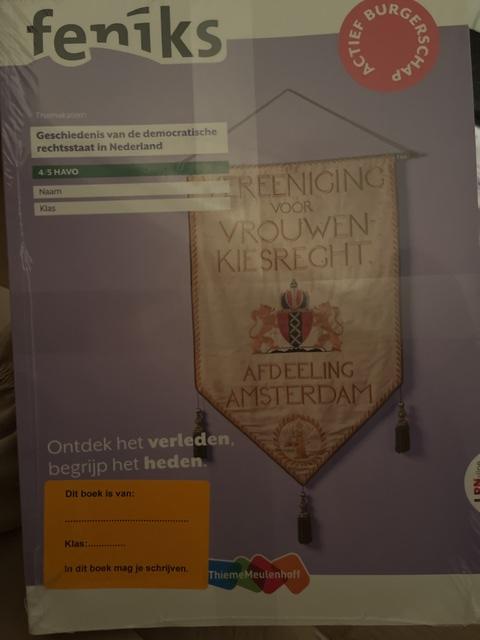 feniks
ACTIEF BURGERSCHAP
Themakatern
Geschiedenis van de democratische
rechtsstaat in Nederland
4/5 HAVO
Naam
Klas
VEREENIGING
VOOR
VROUWEN-
KIESRECHT.
AFDEELING
AMSTERDAM
Ontdek het verleden,
begrijp het heden.
Dit boek is van:
Klas:.............
In dit boek mag je schrijven.
ThiemeMeulenhoff